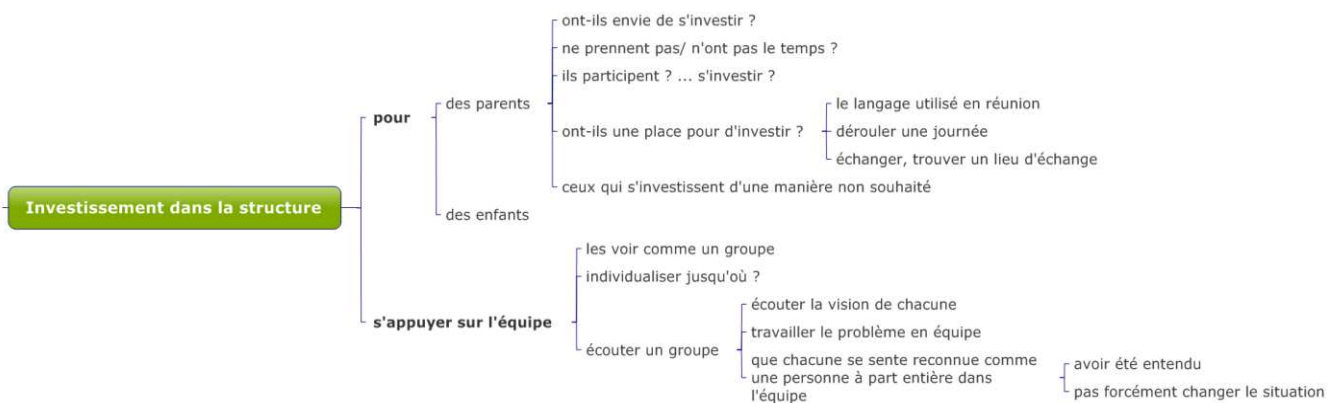 Investissement dans la structure
pour
des parents
ont-ils envie de s'investir ?
ne prennent pas/ n'ont pas le temps ?
ils participent ? ... s'investir ?
ont-ils une place pour d'investir ?
le langage utilisé en réunion
dérouler une journée
échanger, trouver un lieu d'échange
ceux qui s'investissent d'une manière non souhaité
des enfants
s'appuyer sur l'équipe
les voir comme un groupe
individualiser jusqu'où ?
écouter un groupe
écouter la vision de chacune
travailler le problème en équipe
que chacune se sente reconnue comme
une personne à part entière dans
l'équipe
avoir été entendu
pas forcément changer le situation